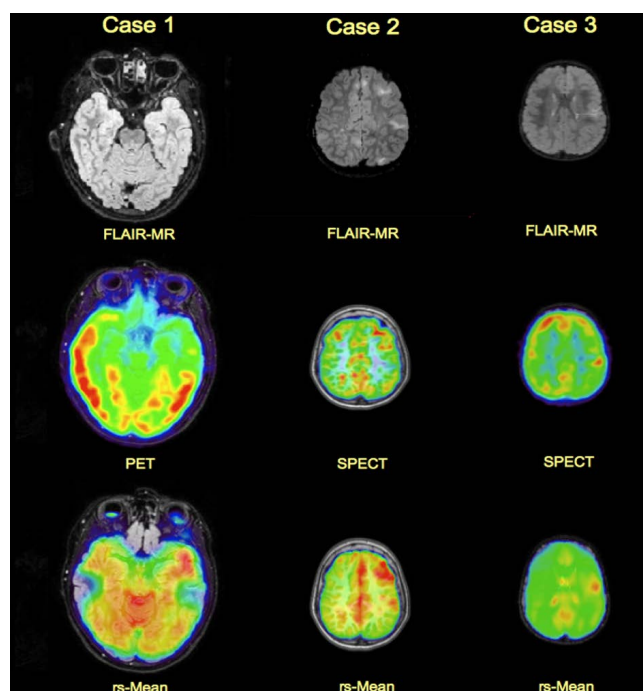 Case 1 Case 2 Case 3
FLAIR-MR FLAIR-MR FLAIR-MR
PET SPECT SPECT
rs-Mean rs-Mean rs-Mean